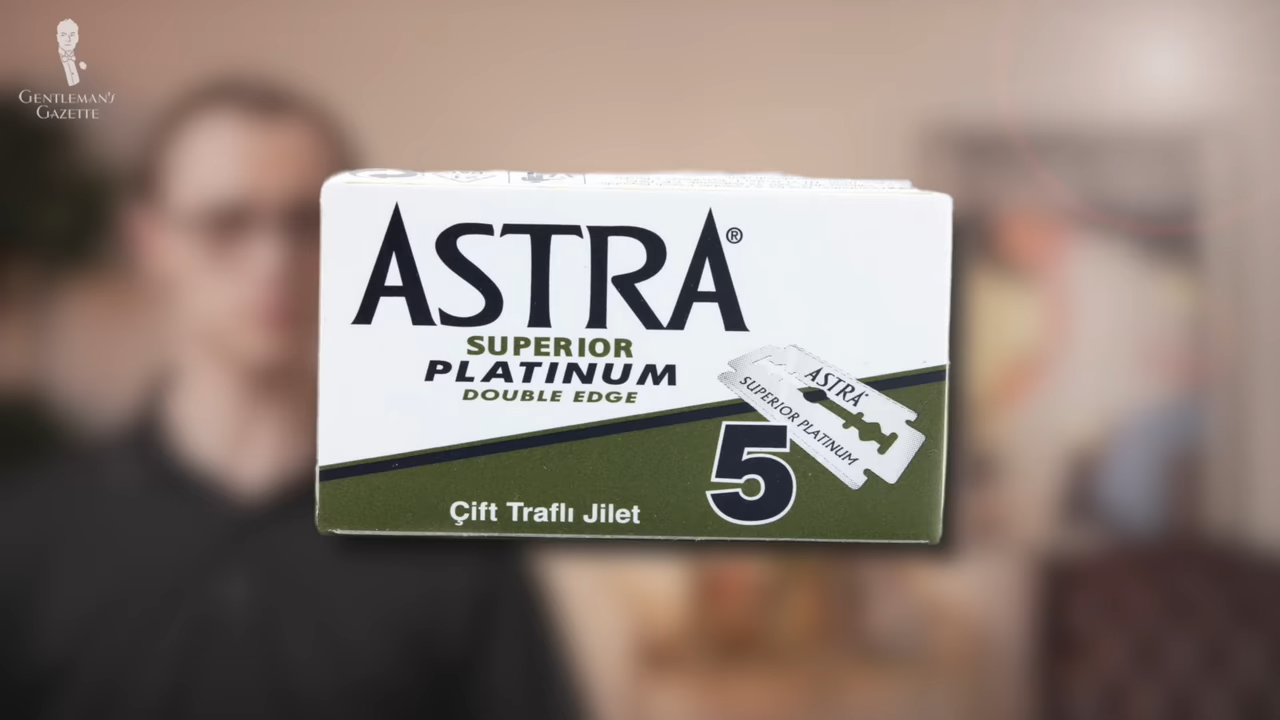 GENTLEMAN'S
GAZETTE
ASTRA®
SUPERIOR
PLATINUM
DOUBLE EDGE
ASTRA
SUPERIOR PLATINUM
5
Çift Traflı Jilet